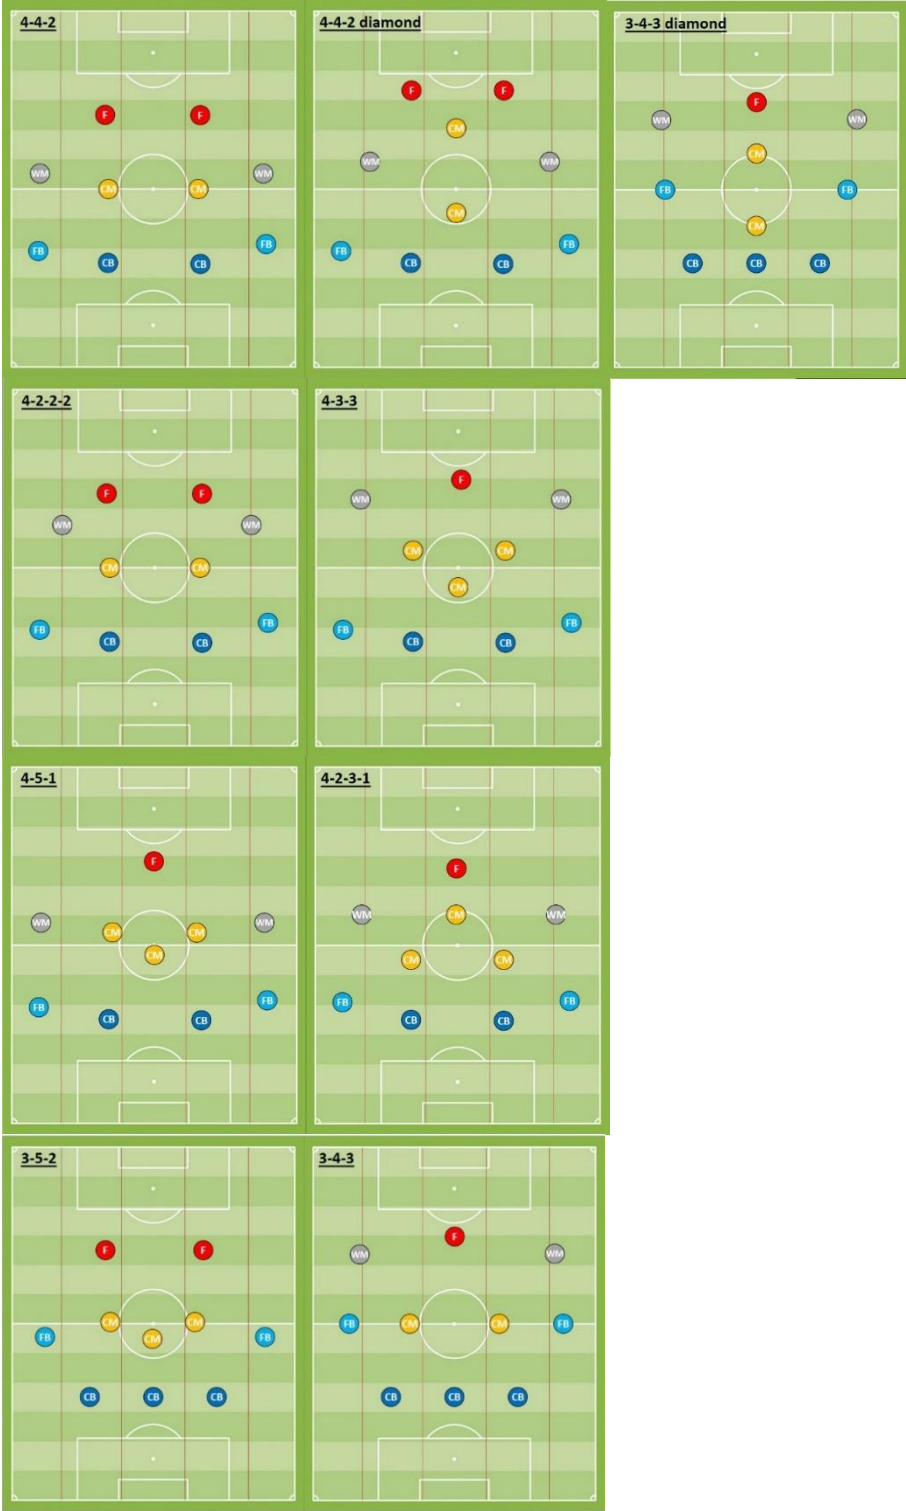 4-4-2
F F
WM WM
CM CM
FB FB
CB CB
4-4-2 diamond
F F
CM
WM WM
CM
FB FB
CB CB
3-4-3 diamond
F
WM WM
CM
FB FB
CM
CB CB CB
4-2-2-2
F F
WM WM
CM CM
FB FB
CB CB
4-3-3
F
WM WM
CM CM
CM
FB FB
CB CB
4-5-1
F
WM WM
CM CM
CM
FB FB
CB CB
4-2-3-1
F
WM CM WM
CM CM
FB FB
CB CB
3-5-2
F F
CM CM
FB CM FB
CB CB CB
3-4-3
F
WM WM
FB CM CM FB
CB CB CB